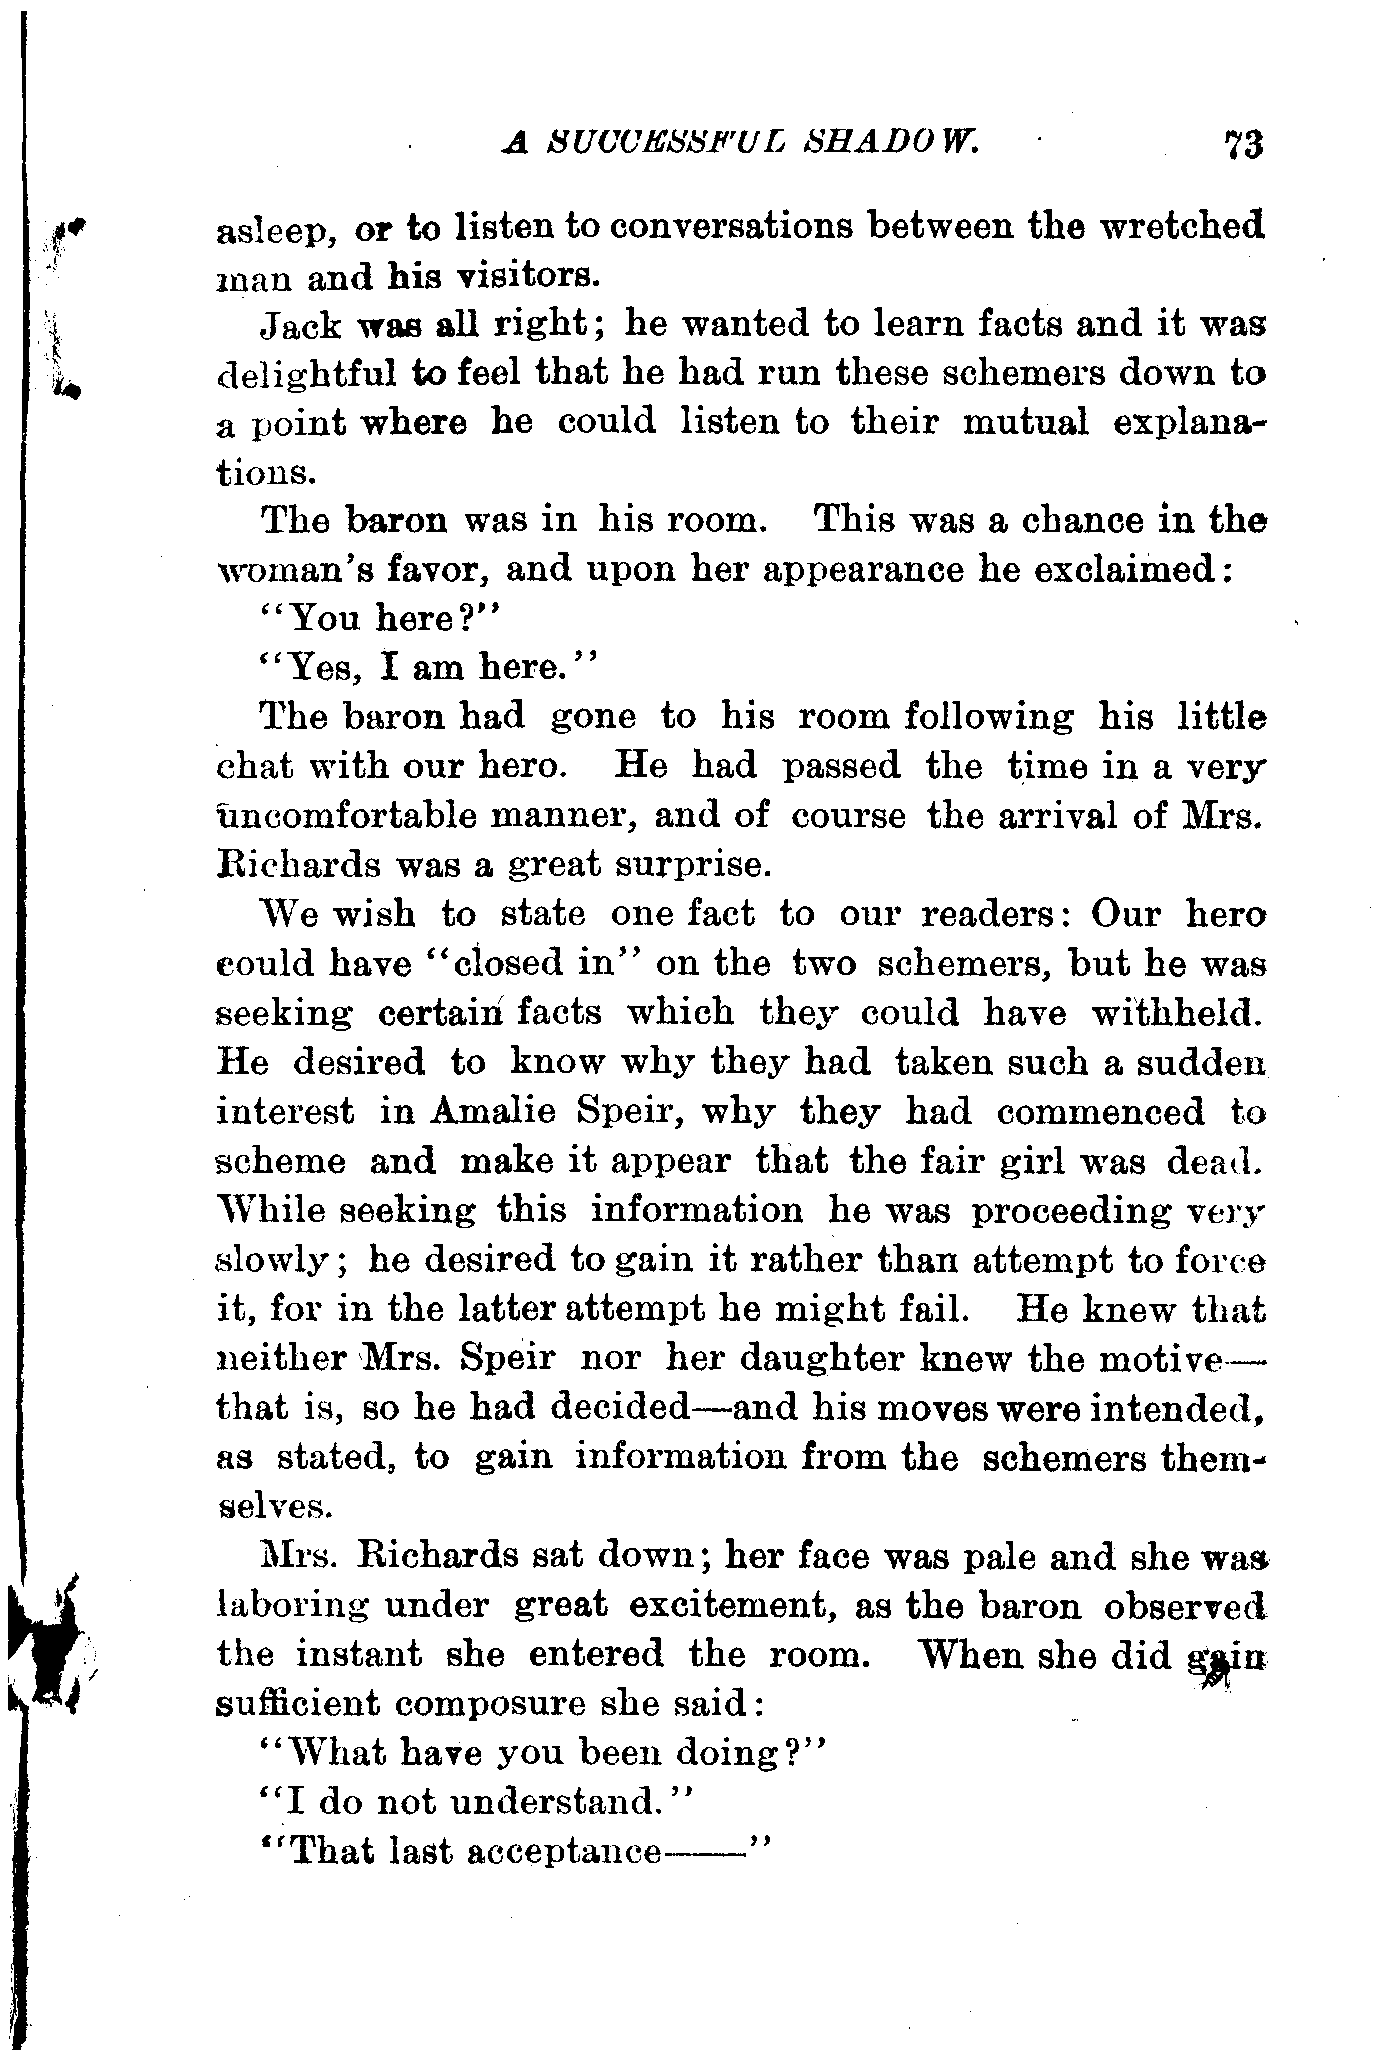 A SUCCESSFUL SHADOW. 73
asleep, or to listen to conversations between the wretched
man and his visitors.
Jack was all right; he wanted to learn facts and it was
delightful to feel that he had run these schemers down to
a point where he could listen to their mutual explana-
tions.
The baron was in his room. This was a chance in the
woman's favor, and upon her appearance he exclaimed:
"You here?"
"Yes, I am here."
The baron had gone to his room following his little
chat with our hero. He had passed the time in a very
uncomfortable manner, and of course the arrival of Mrs.
Richards was a great surprise.
We wish to state one fact to our readers: Our hero
could have "closed in" on the two schemers, but he was
seeking certain facts which they could have withheld.
He desired to know why they had taken such a sudden
interest in Amalie Speir, why they had commenced to
scheme and make it appear that the fair girl was dead.
While seeking this information he was proceeding very
slowly; he desired to gain it rather than attempt to force
it, for in the latter attempt he might fail. He knew that
neither Mrs. Speir nor her daughter knew the motive—
that is, so he had decided—and his moves were intended,
as stated, to gain information from the schemers them-
selves.
Mrs. Richards sat down; her face was pale and she was
laboring under great excitement, as the baron observed
the instant she entered the room. When she did gain
sufficient composure she said:
"What have you been doing?"
"I do not understand."
"That last acceptance——"